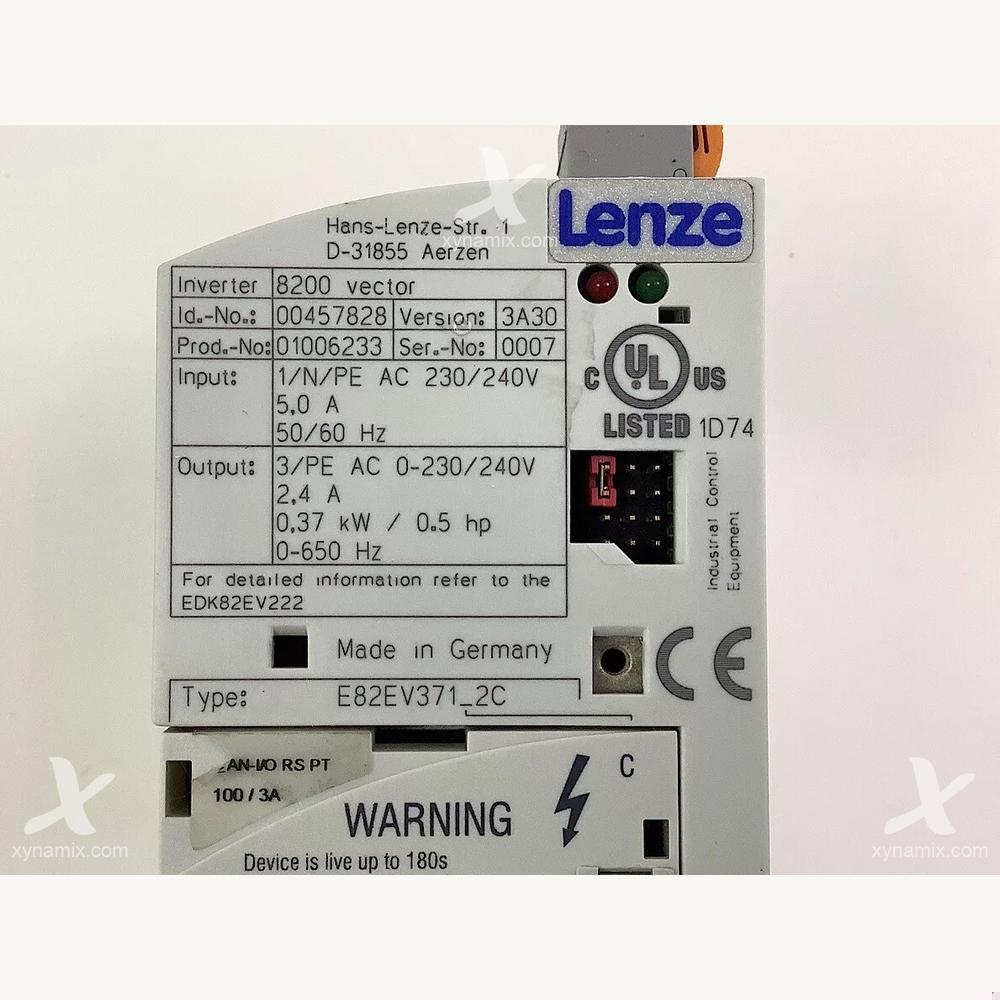 Hans-Lenze-Str. 1
D-31855 Aerzen
Lenze
Inverter 8200 vector
Id.-No.: 00457828 Version: 3A30
Prod.-No: 01006233 Ser.-No: 0007
Input: 1/N/PE AC 230/240V
5,0 A
50/60 Hz
Output: 3/PE AC 0-230/240V
2,4 A
0,37 kW / 0.5 hp
0-650 Hz
For detailed information refer to the
EDK82EV222
C UL US
LISTED 1D74
Industrial Control
Equipment
Made in Germany
CE
Type: E82EV371_2C
AN-I/O RS PT
100 / 3A
C
WARNING
Device is live up to 180s
xynamix.com
xynamix.com
xynamix.com